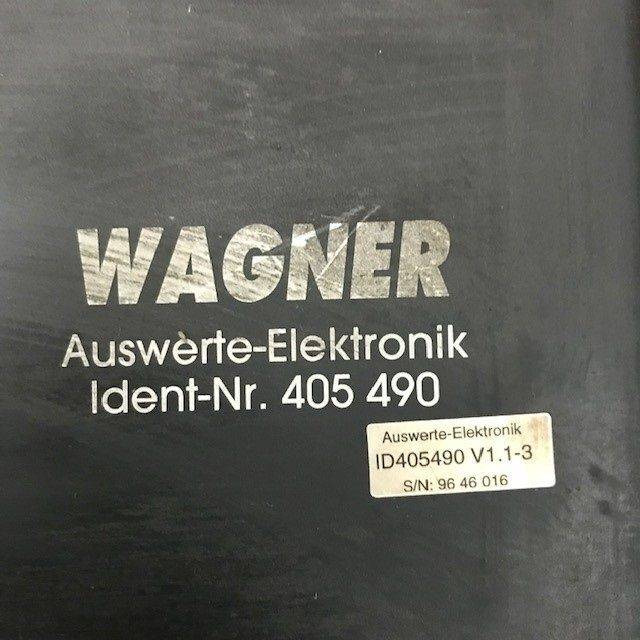 WAGNER
Auswerte-Elektronik
Ident-Nr. 405 490
Auswerte-Elektronik
ID405490 V1.1-3
S/N: 96 46 016